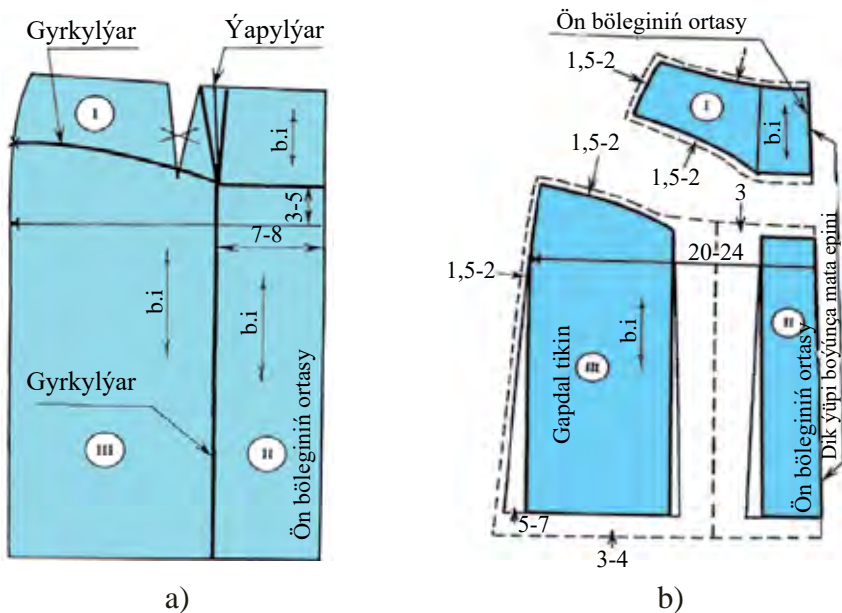 Gyrkylýar
Ýapylýar
I
b.i
3-5
7-8
b.i
b.i
Gyrkylýar
III
II
Ön böleginiň ortasy
a)
Ön böleginiň ortasy
1,5-2
I
b.i
1,5-2
1,5-2
3
20-24
1,5-2
b.i
II
III
Gapdal tikin
Ön böleginiň ortasy
Dik ýüpi boýunça mata epini
5-7
3-4
b)